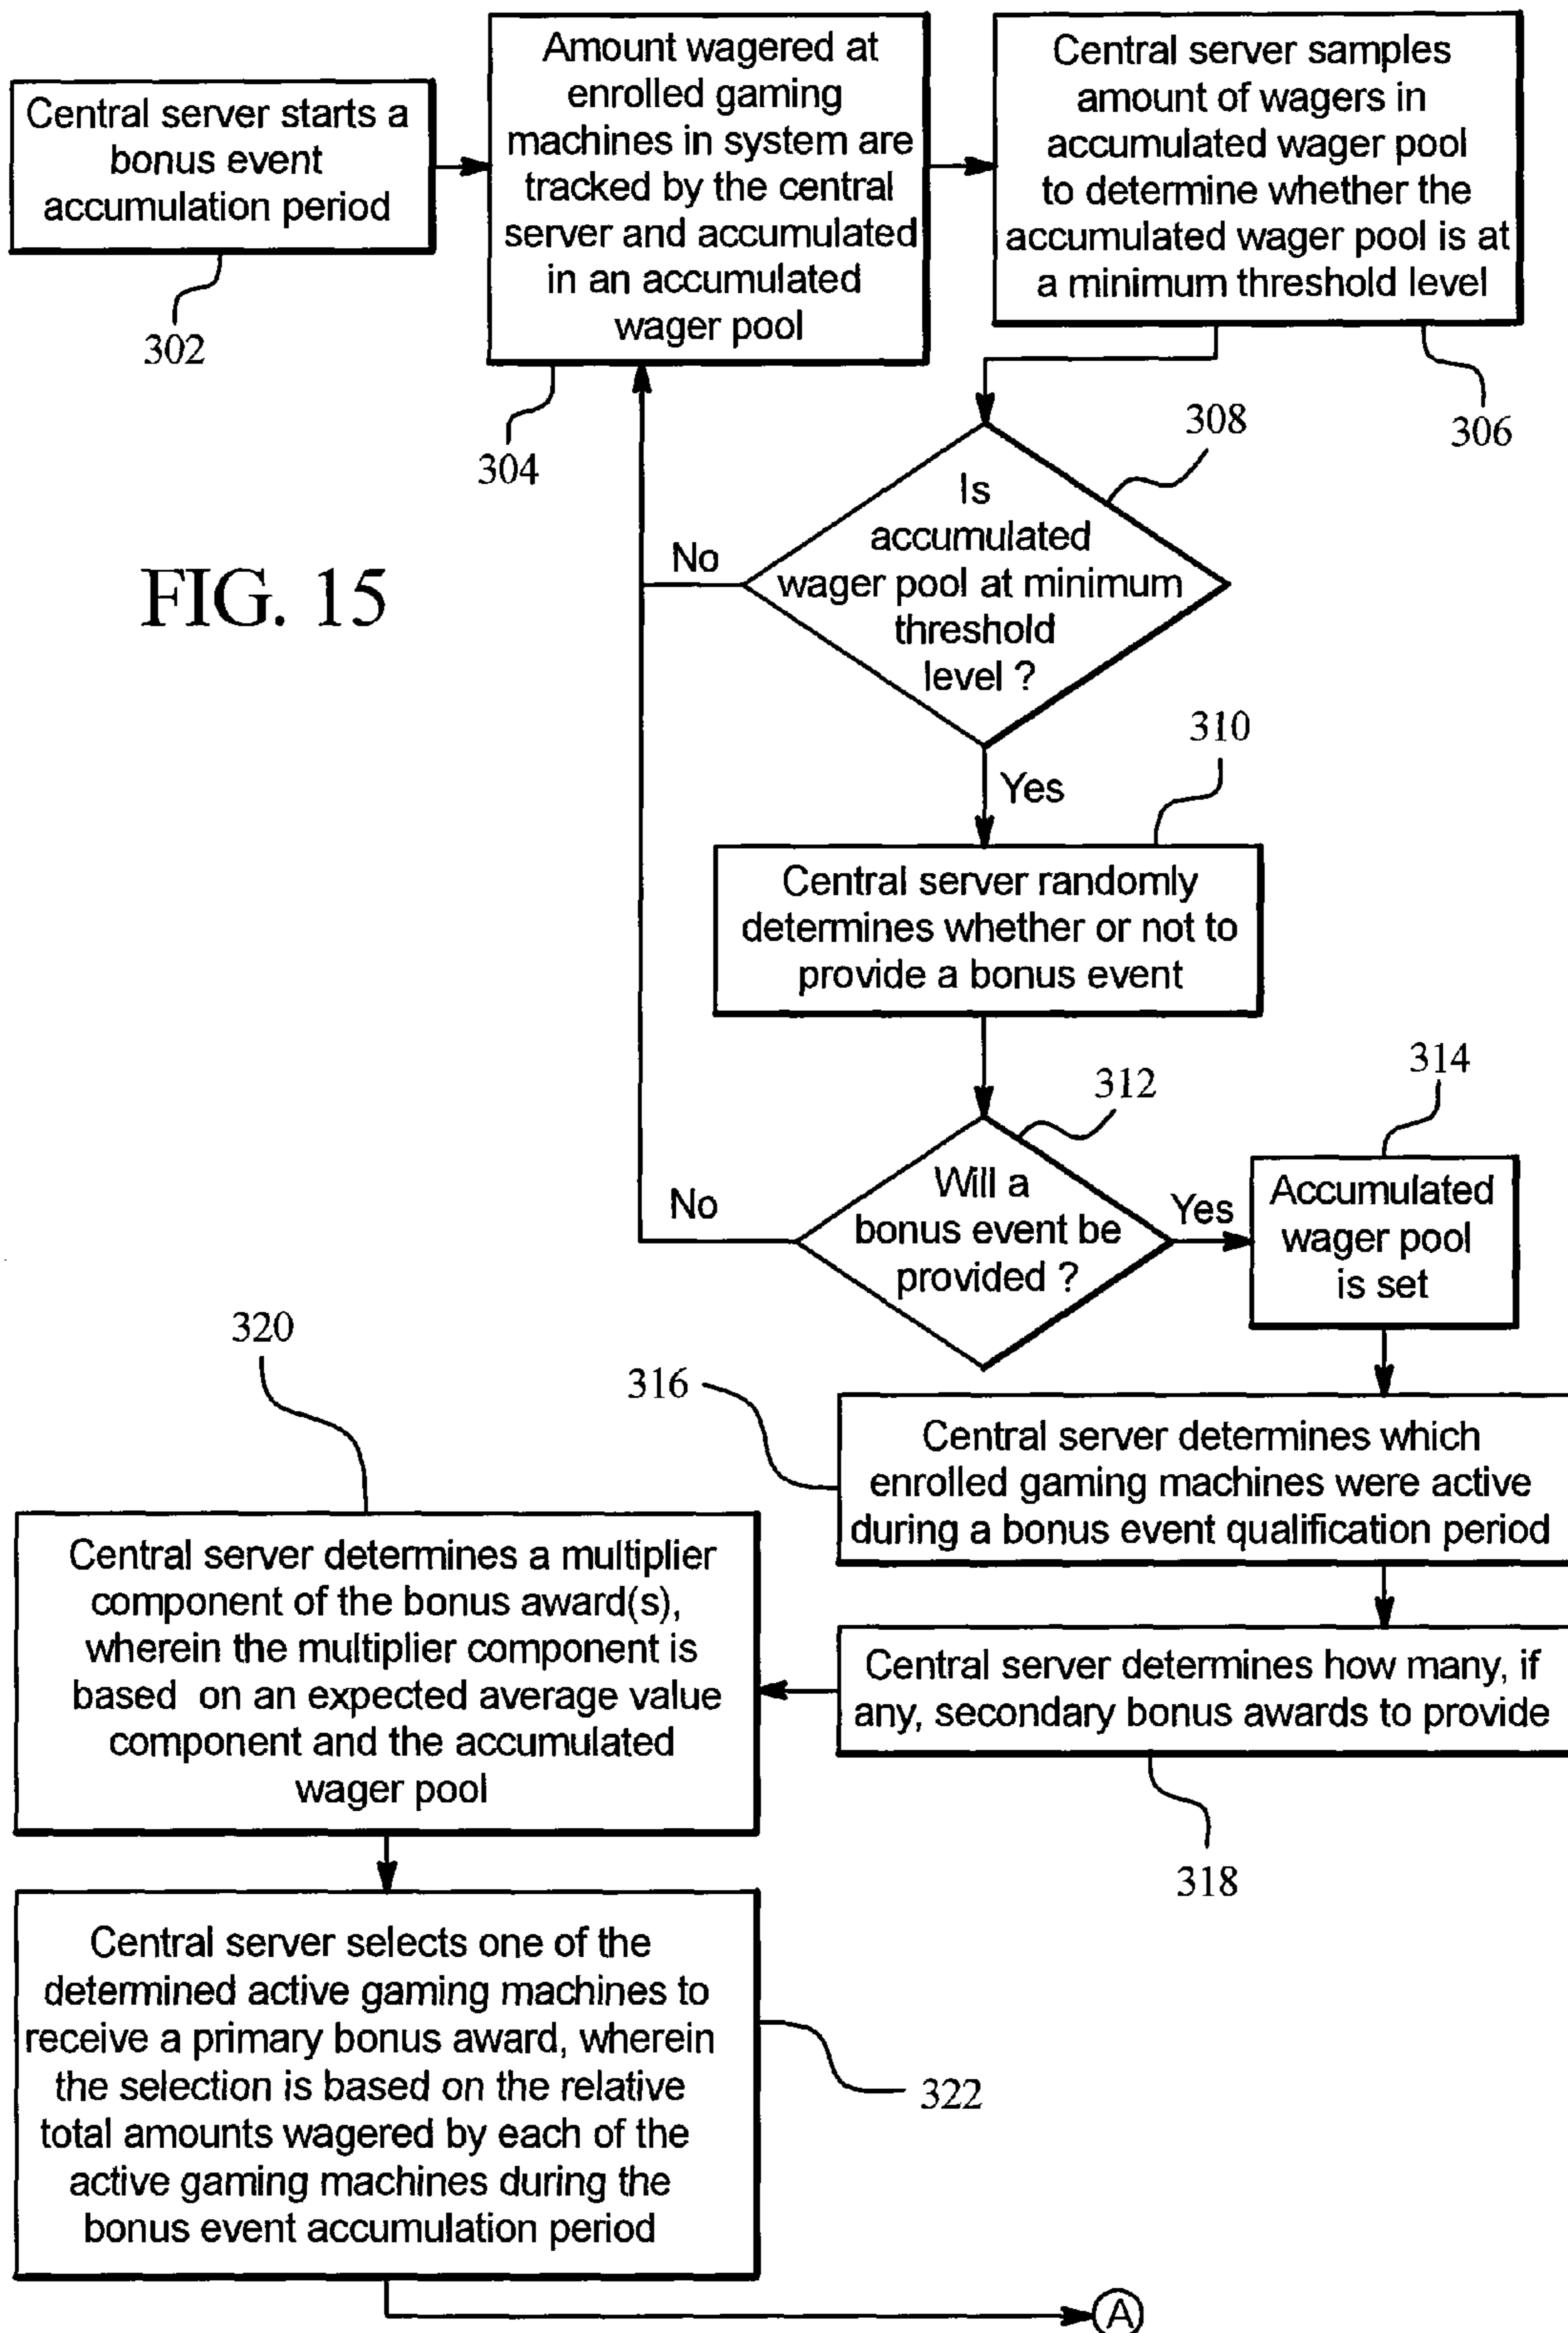 Central server starts a
bonus event
accumulation period
302
Amount wagered at
enrolled gaming
machines in system are
tracked by the central
server and accumulated
in an accumulated
wager pool
304
Central server samples
amount of wagers in
accumulated wager pool
to determine whether the
accumulated wager pool is at
a minimum threshold level
306
308
Is
accumulated
wager pool at minimum
threshold
level ?
No
FIG. 15
Yes
310
Central server randomly
determines whether or not to
provide a bonus event
312
Will a
bonus event be
provided ?
No
Yes
314
Accumulated
wager pool
is set
316
Central server determines which
enrolled gaming machines were active
during a bonus event qualification period
Central server determines how many, if
any, secondary bonus awards to provide
318
320
Central server determines a multiplier
component of the bonus award(s),
wherein the multiplier component is
based on an expected average value
component and the accumulated
wager pool
Central server selects one of the
determined active gaming machines to
receive a primary bonus award, wherein
the selection is based on the relative
total amounts wagered by each of the
active gaming machines during the
bonus event accumulation period
322
A